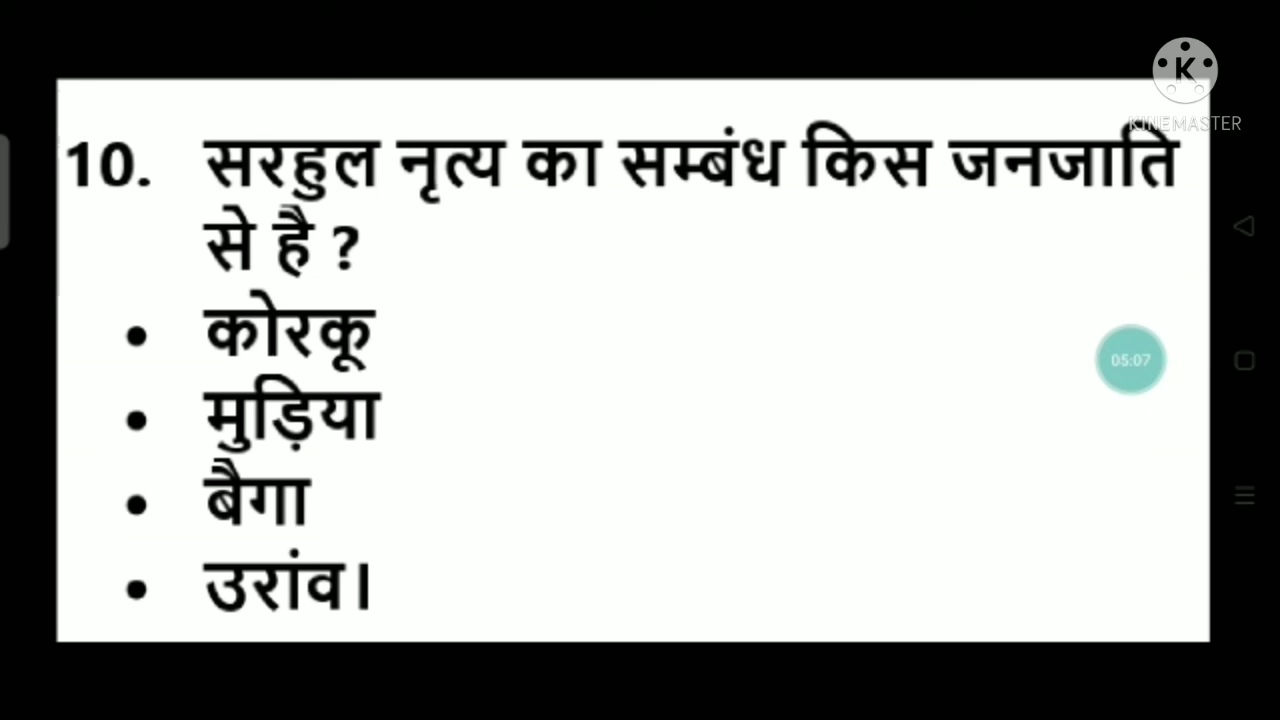 K
KINEMASTER
10. सरहुल नृत्य का सम्बंध किस जनजाति
से है ?
• कोरकू
• मुड़िया
05:07
• बैगा
• उरांव।